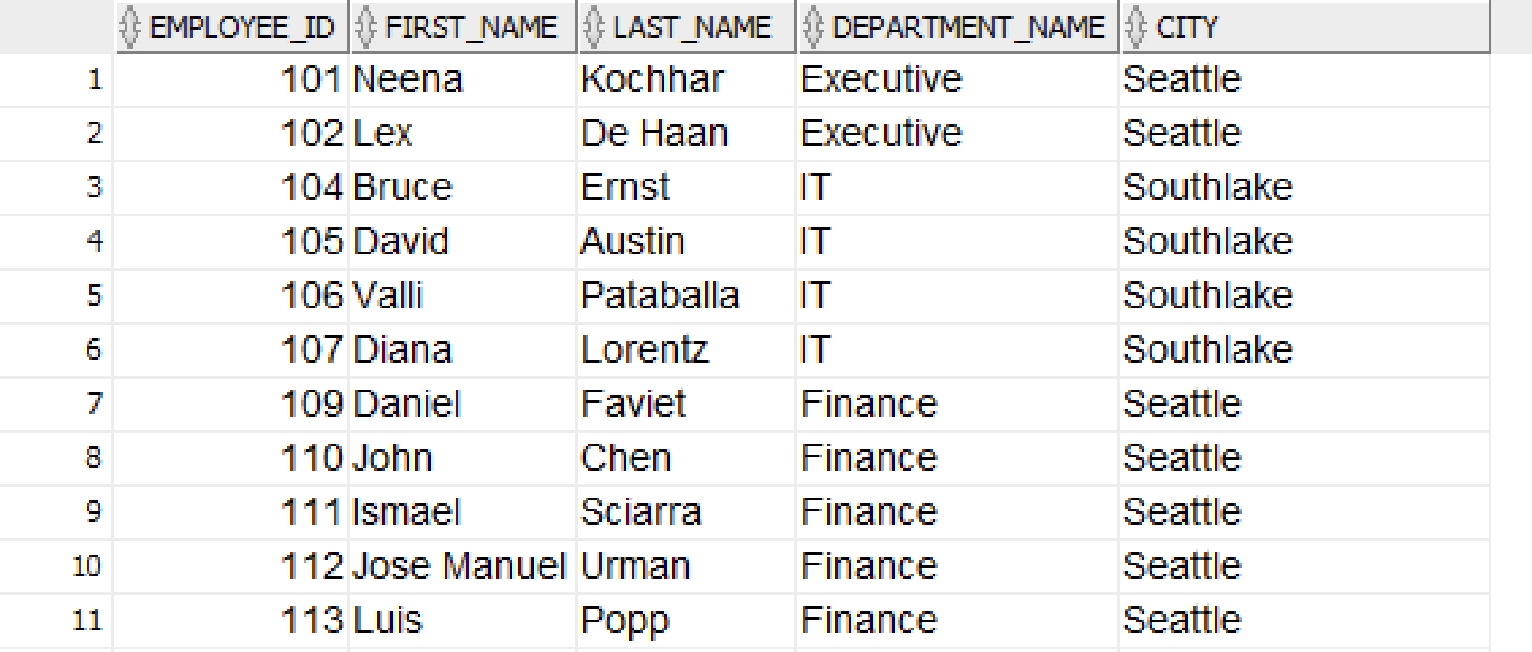 EMPLOYEE_ID FIRST_NAME LAST_NAME DEPARTMENT_NAME CITY
1 101 Neena Kochhar Executive Seattle
2 102 Lex De Haan Executive Seattle
3 104 Bruce Ernst IT Southlake
4 105 David Austin IT Southlake
5 106 Valli Pataballa IT Southlake
6 107 Diana Lorentz IT Southlake
7 109 Daniel Faviet Finance Seattle
8 110 John Chen Finance Seattle
9 111 Ismael Sciarra Finance Seattle
10 112 Jose Manuel Urman Finance Seattle
11 113 Luis Popp Finance Seattle